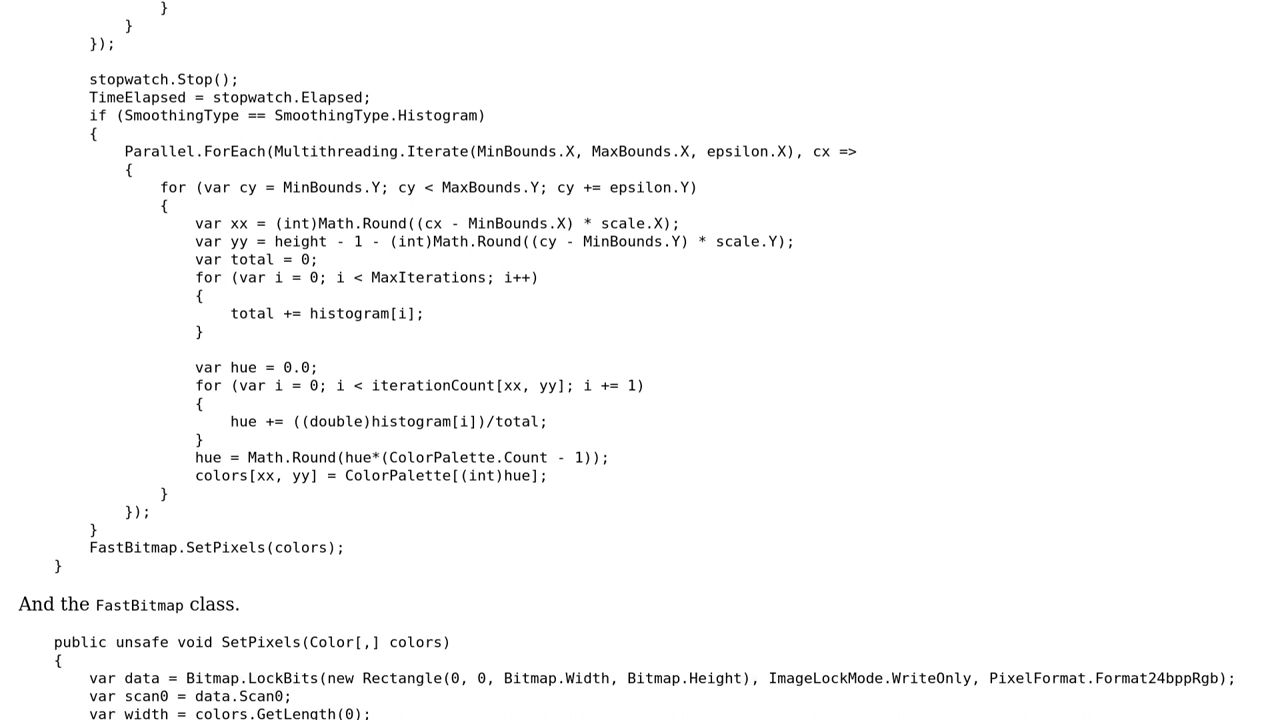 }
        }
    });

    stopwatch.Stop();
    TimeElapsed = stopwatch.Elapsed;
    if (SmoothingType == SmoothingType.Histogram)
    {
        Parallel.ForEach(Multithreading.Iterate(MinBounds.X, MaxBounds.X, epsilon.X), cx =>
        {
            for (var cy = MinBounds.Y; cy < MaxBounds.Y; cy += epsilon.Y)
            {
                var xx = (int)Math.Round((cx - MinBounds.X) * scale.X);
                var yy = height - 1 - (int)Math.Round((cy - MinBounds.Y) * scale.Y);
                var total = 0;
                for (var i = 0; i < MaxIterations; i++)
                {
                    total += histogram[i];
                }

                var hue = 0.0;
                for (var i = 0; i < iterationCount[xx, yy]; i += 1)
                {
                    hue += ((double)histogram[i])/total;
                }
                hue = Math.Round(hue*(ColorPalette.Count - 1));
                colors[xx, yy] = ColorPalette[(int)hue];
            }
        });
    }
    FastBitmap.SetPixels(colors);
}
And the FastBitmap class.
public unsafe void SetPixels(Color[,] colors)
{
    var data = Bitmap.LockBits(new Rectangle(0, 0, Bitmap.Width, Bitmap.Height), ImageLockMode.WriteOnly, PixelFormat.Format24bppRgb);
    var scan0 = data.Scan0;
    var width = colors.GetLength(0);